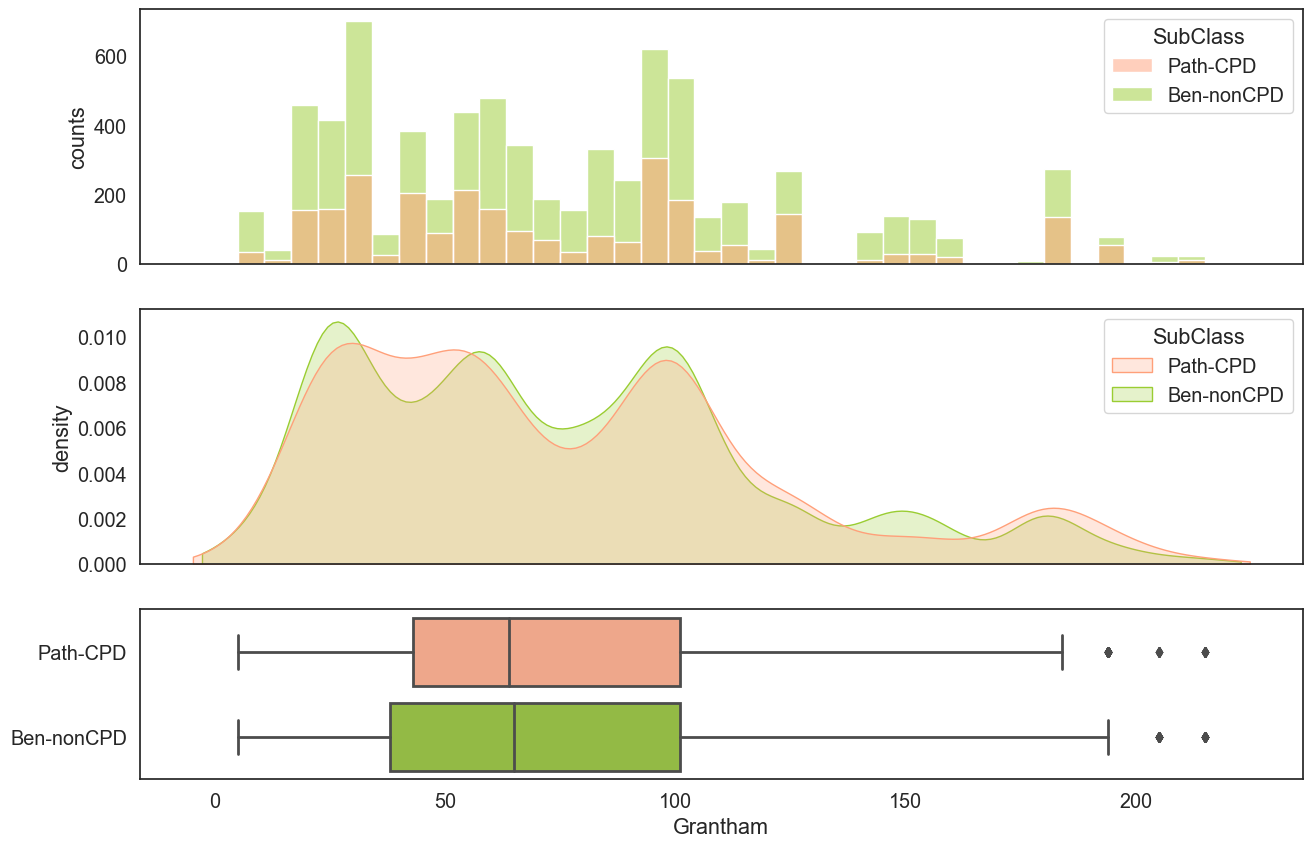 SubClass
Path-CPD
Ben-nonCPD
600
400
200
0
counts
SubClass
Path-CPD
Ben-nonCPD
0.010
0.008
0.006
0.004
0.002
0.000
density
Path-CPD
Ben-nonCPD
0 50 100 150 200
Grantham